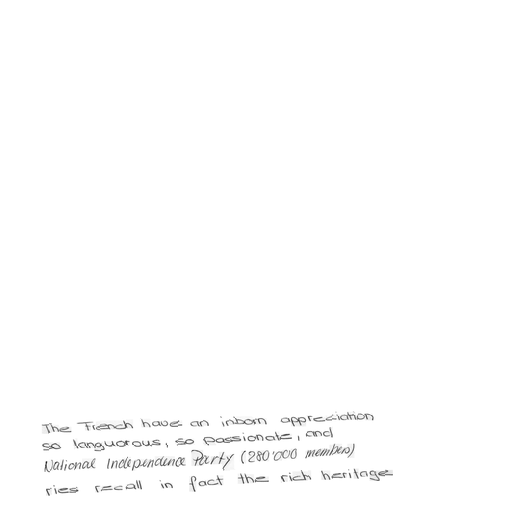 The French have an inborn appreciation
so languorous, so passionate, and
National Independence Party (280'000 members)
ries recall in fact the rich heritage